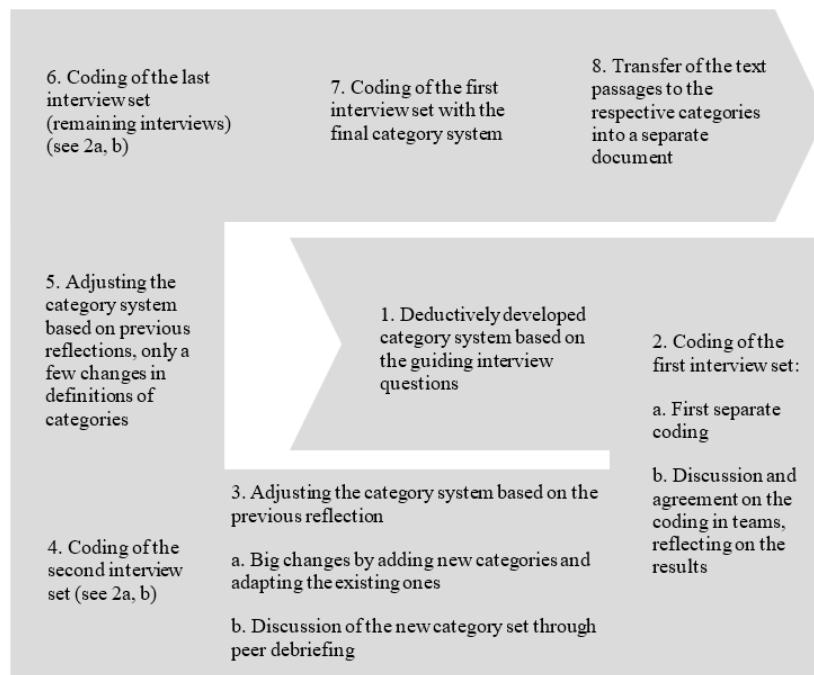 6. Coding of the last
interview set
(remaining interviews)
(see 2a, b)
7. Coding of the first
interview set with the
final category system
8. Transfer of the text
passages to the
respective categories
into a separate
document
5. Adjusting the
category system
based on previous
reflections, only a
few changes in
definitions of
categories
1. Deductively developed
category system based on
the guiding interview
questions
2. Coding of the
first interview set:
a. First separate
coding
b. Discussion and
agreement on the
coding in teams,
reflecting on the
results
3. Adjusting the category system based on the
previous reflection
a. Big changes by adding new categories and
adapting the existing ones
b. Discussion of the new category set through
peer debriefing
4. Coding of the
second interview
set (see 2a, b)